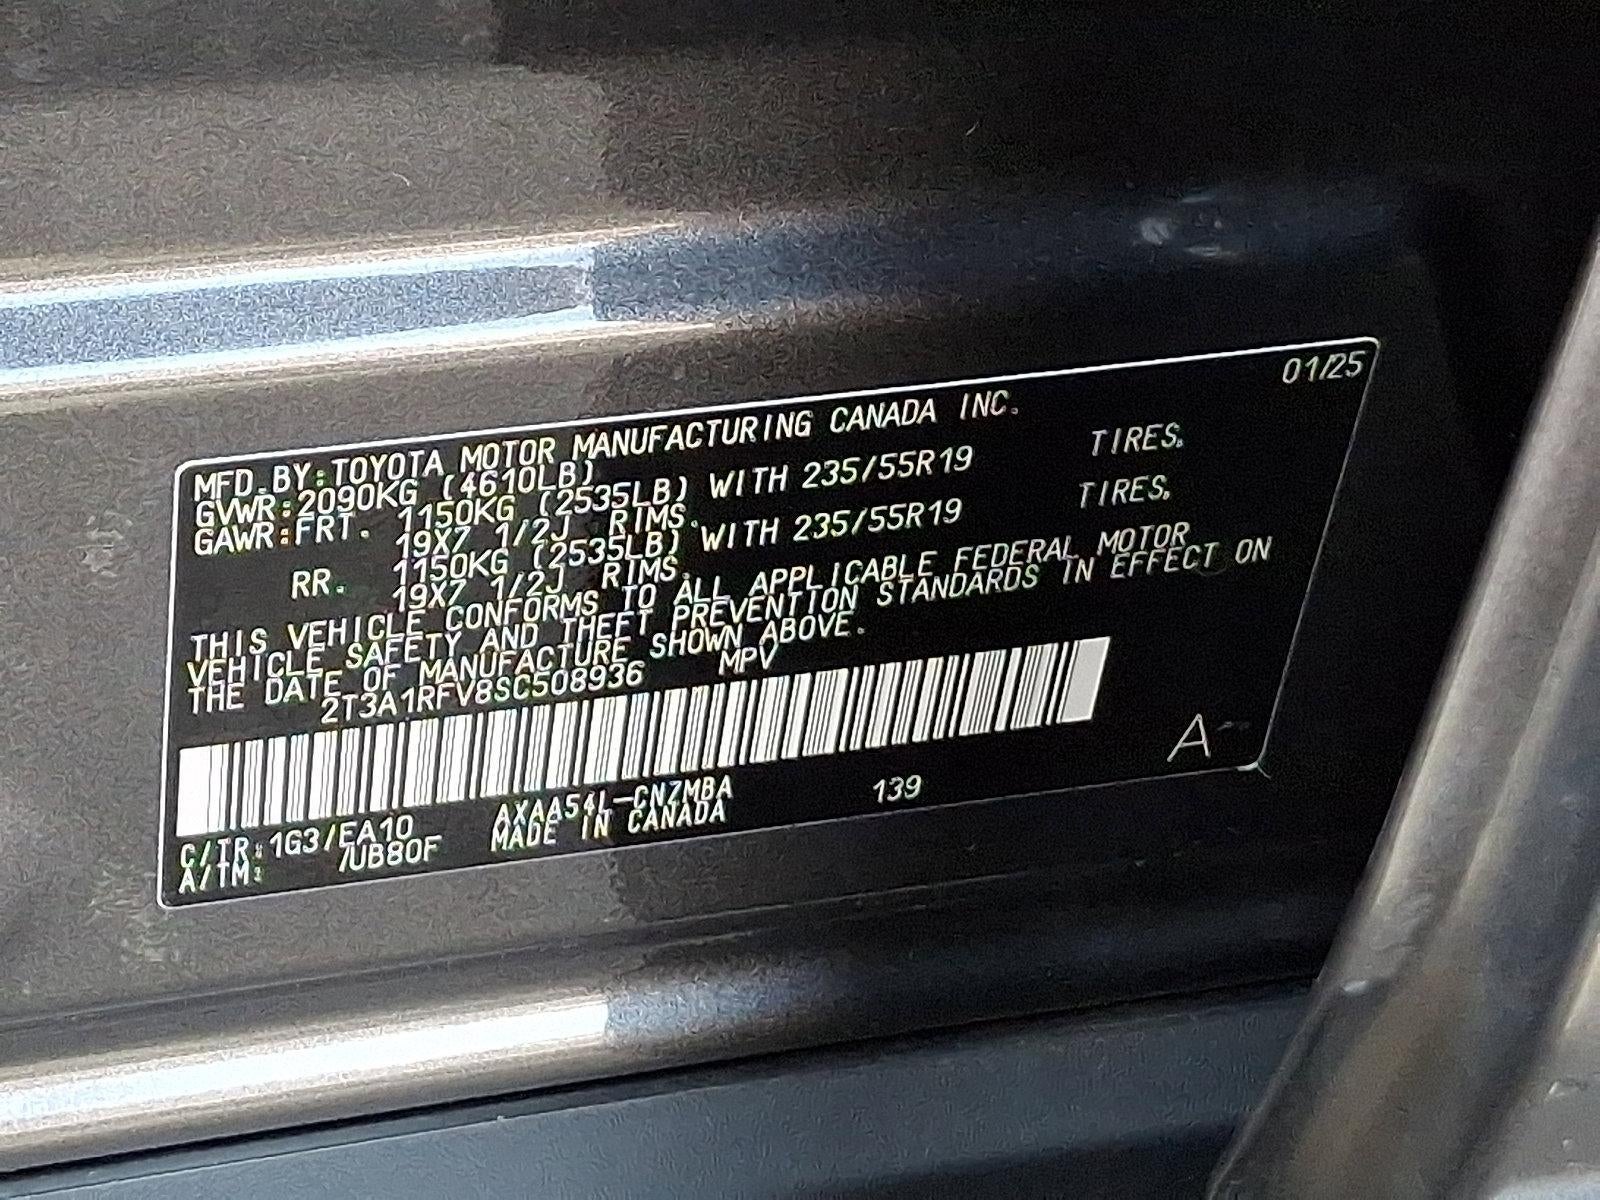 01/25
MFD.BY:TOYOTA MOTOR MANUFACTURING CANADA INC.
GVWR:2090KG (4610LB)
GAWR:FRT. 1150KG (2535LB) WITH 235/55R19 TIRES.
19X7 1/2J RIMS.
RR. 1150KG (2535LB) WITH 235/55R19 TIRES.
19X7 1/2J RIMS.
THIS VEHICLE CONFORMS TO ALL APPLICABLE FEDERAL MOTOR
VEHICLE SAFETY AND THEFT PREVENTION STANDARDS IN EFFECT ON
THE DATE OF MANUFACTURE SHOWN ABOVE.
2T3A1RFV8SC508936 MPV
A
C/TR:1G3/EA10 AXAA54L-CNZMBA 139
A/TM: /UB80F MADE IN CANADA